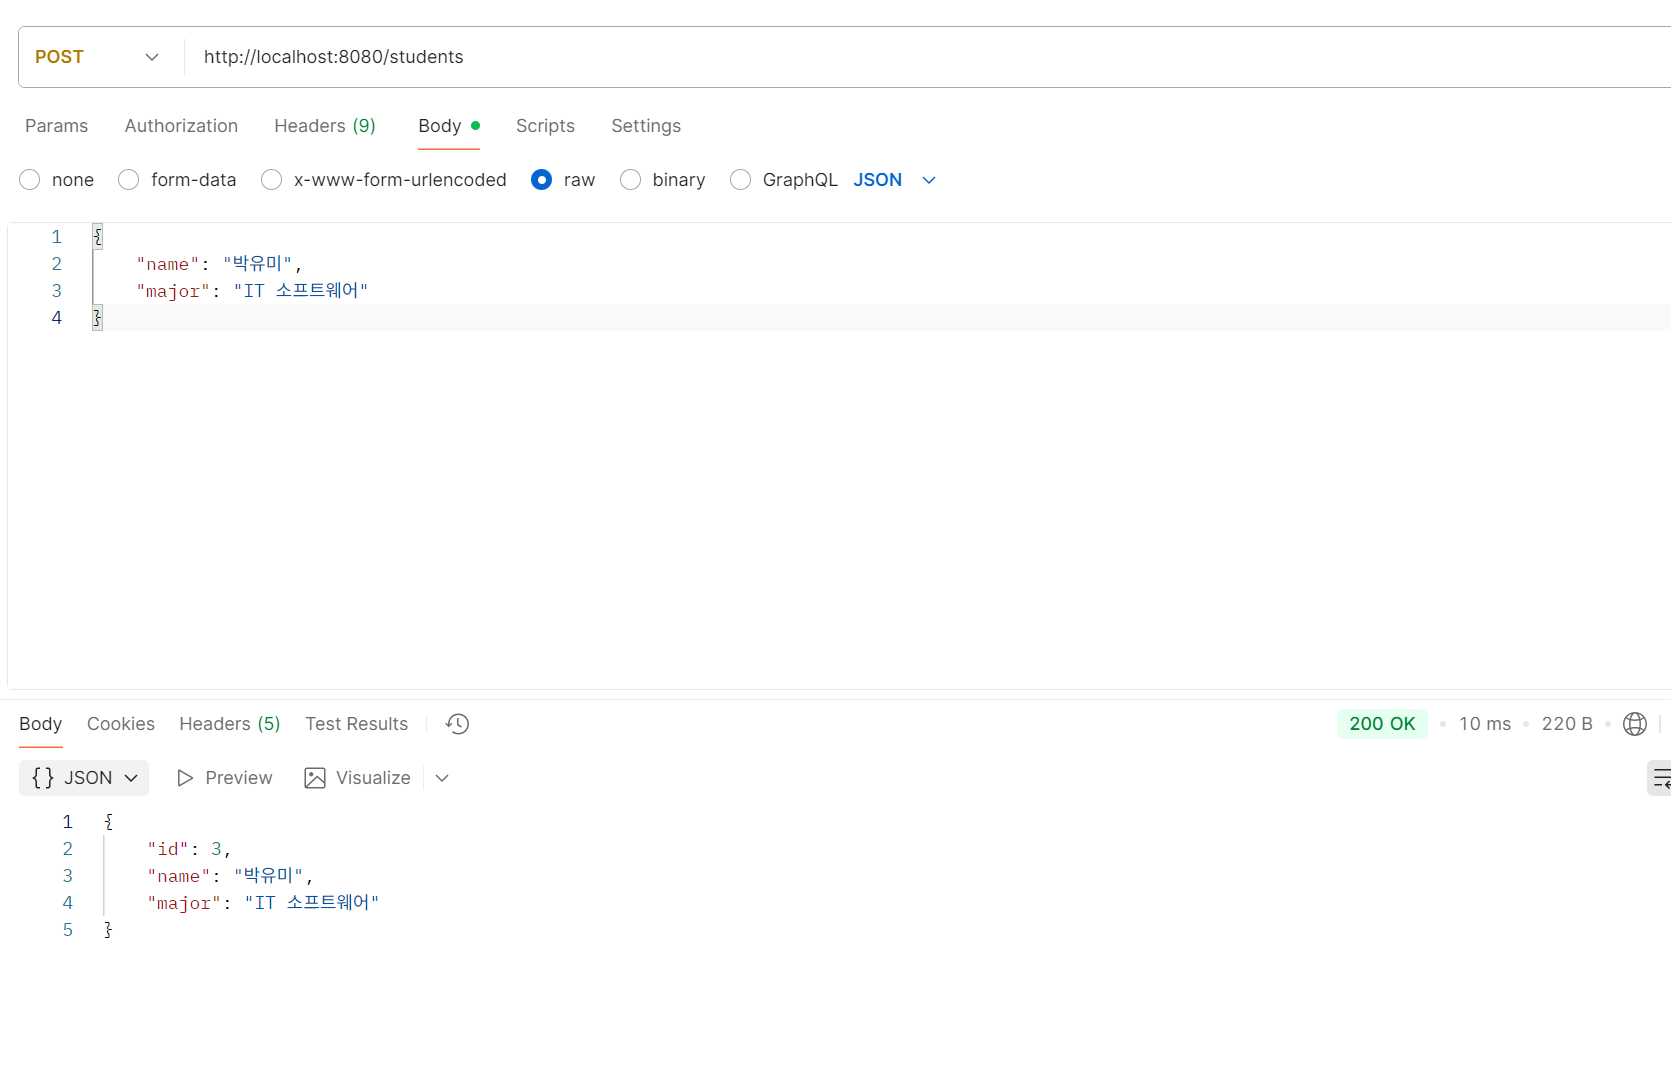 POST http://localhost:8080/students
Params Authorization Headers (9) Body Scripts Settings
none form-data x-www-form-urlencoded raw binary GraphQL JSON
1 {
2 "name": "박유미",
3 "major": "IT 소프트웨어"
4 }
Body Cookies Headers (5) Test Results 200 OK 10 ms 220 B
{} JSON Preview Visualize
1 {
2 "id": 3,
3 "name": "박유미",
4 "major": "IT 소프트웨어"
5 }